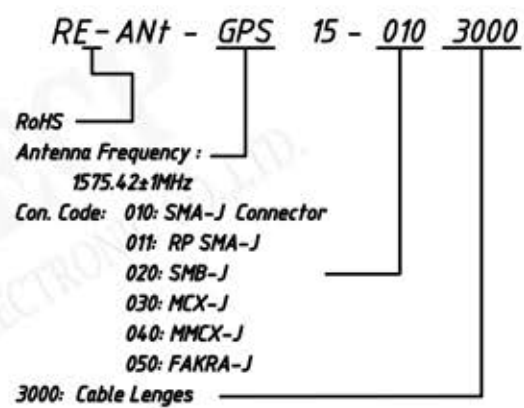 RE-ANt - GPS 15 - 010 3000
RoHS
Antenna Frequency :
1575.42±1MHz
Con. Code: 010: SMA-J Connector
011: RP SMA-J
020: SMB-J
030: MCX-J
040: MMCX-J
050: FAKRA-J
3000: Cable Lenges